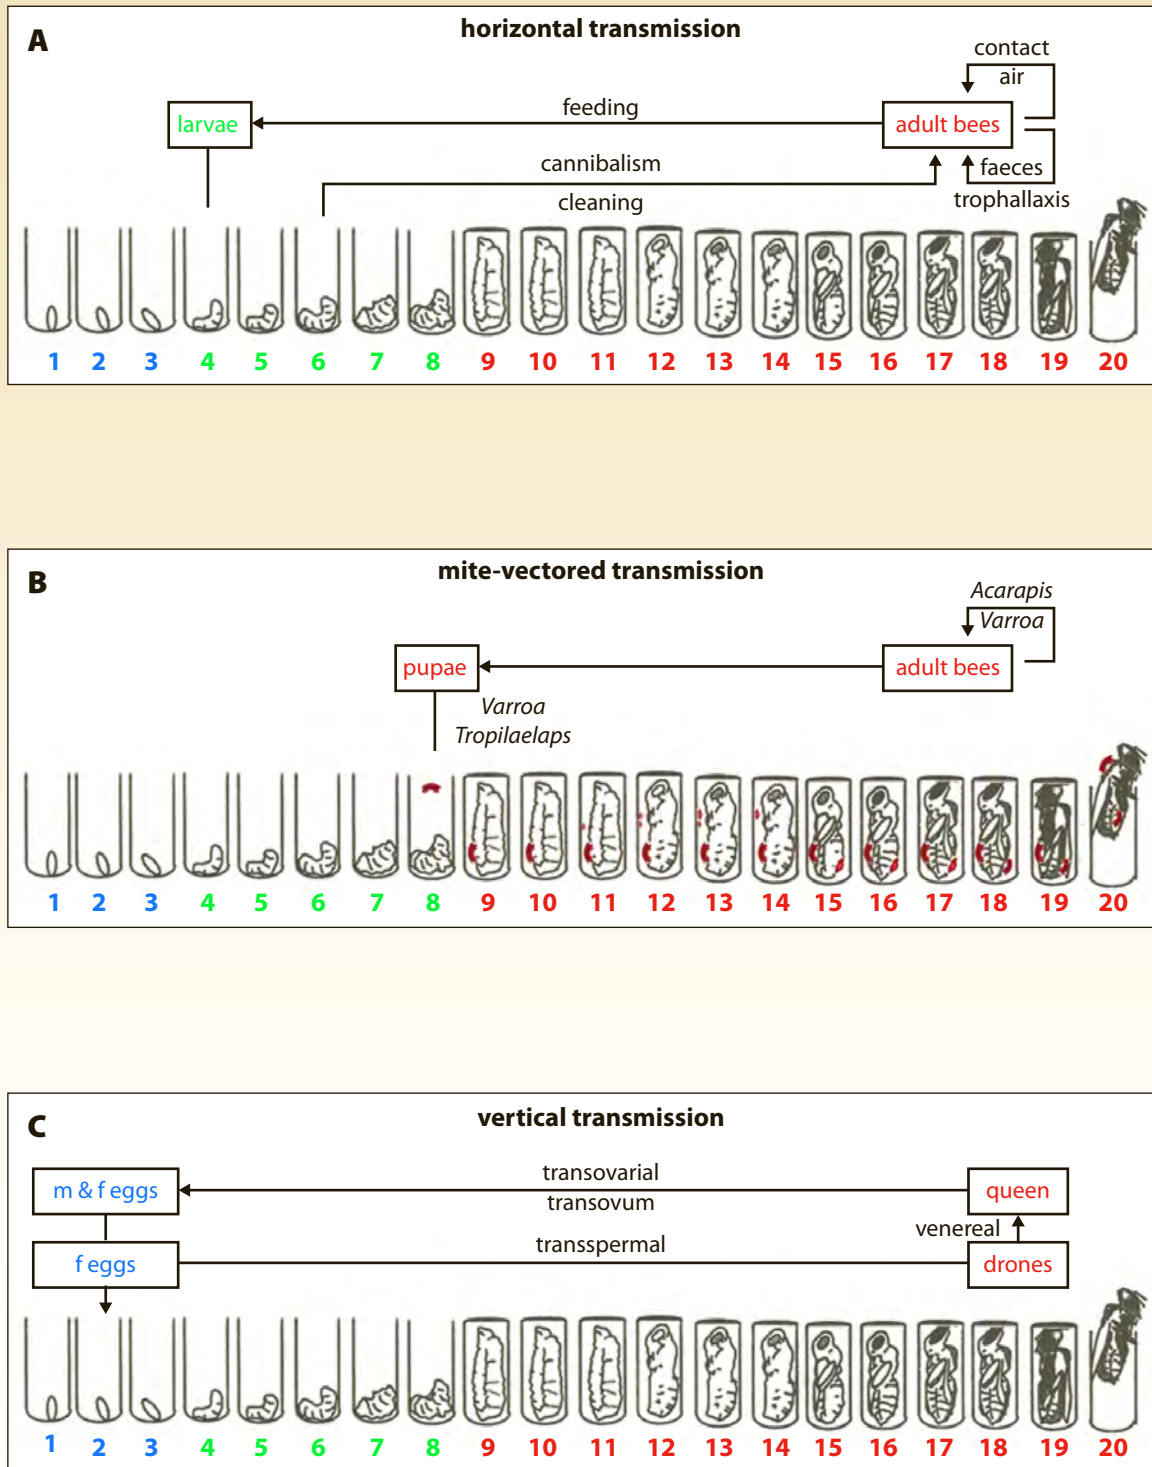 A
horizontal transmission
contact
air
larvae
feeding
adult bees
cannibalism
faeces
cleaning
trophallaxis
1 2 3 4 5 6 7 8 9 10 11 12 13 14 15 16 17 18 19 20
B
mite-vectored transmission
Acarapis
Varroa
pupae
adult bees
Varroa
Tropilaelaps
1 2 3 4 5 6 7 8 9 10 11 12 13 14 15 16 17 18 19 20
C
vertical transmission
m & f eggs
transovarial
transovum
queen
venereal
f eggs
transspermal
drones
1 2 3 4 5 6 7 8 9 10 11 12 13 14 15 16 17 18 19 20